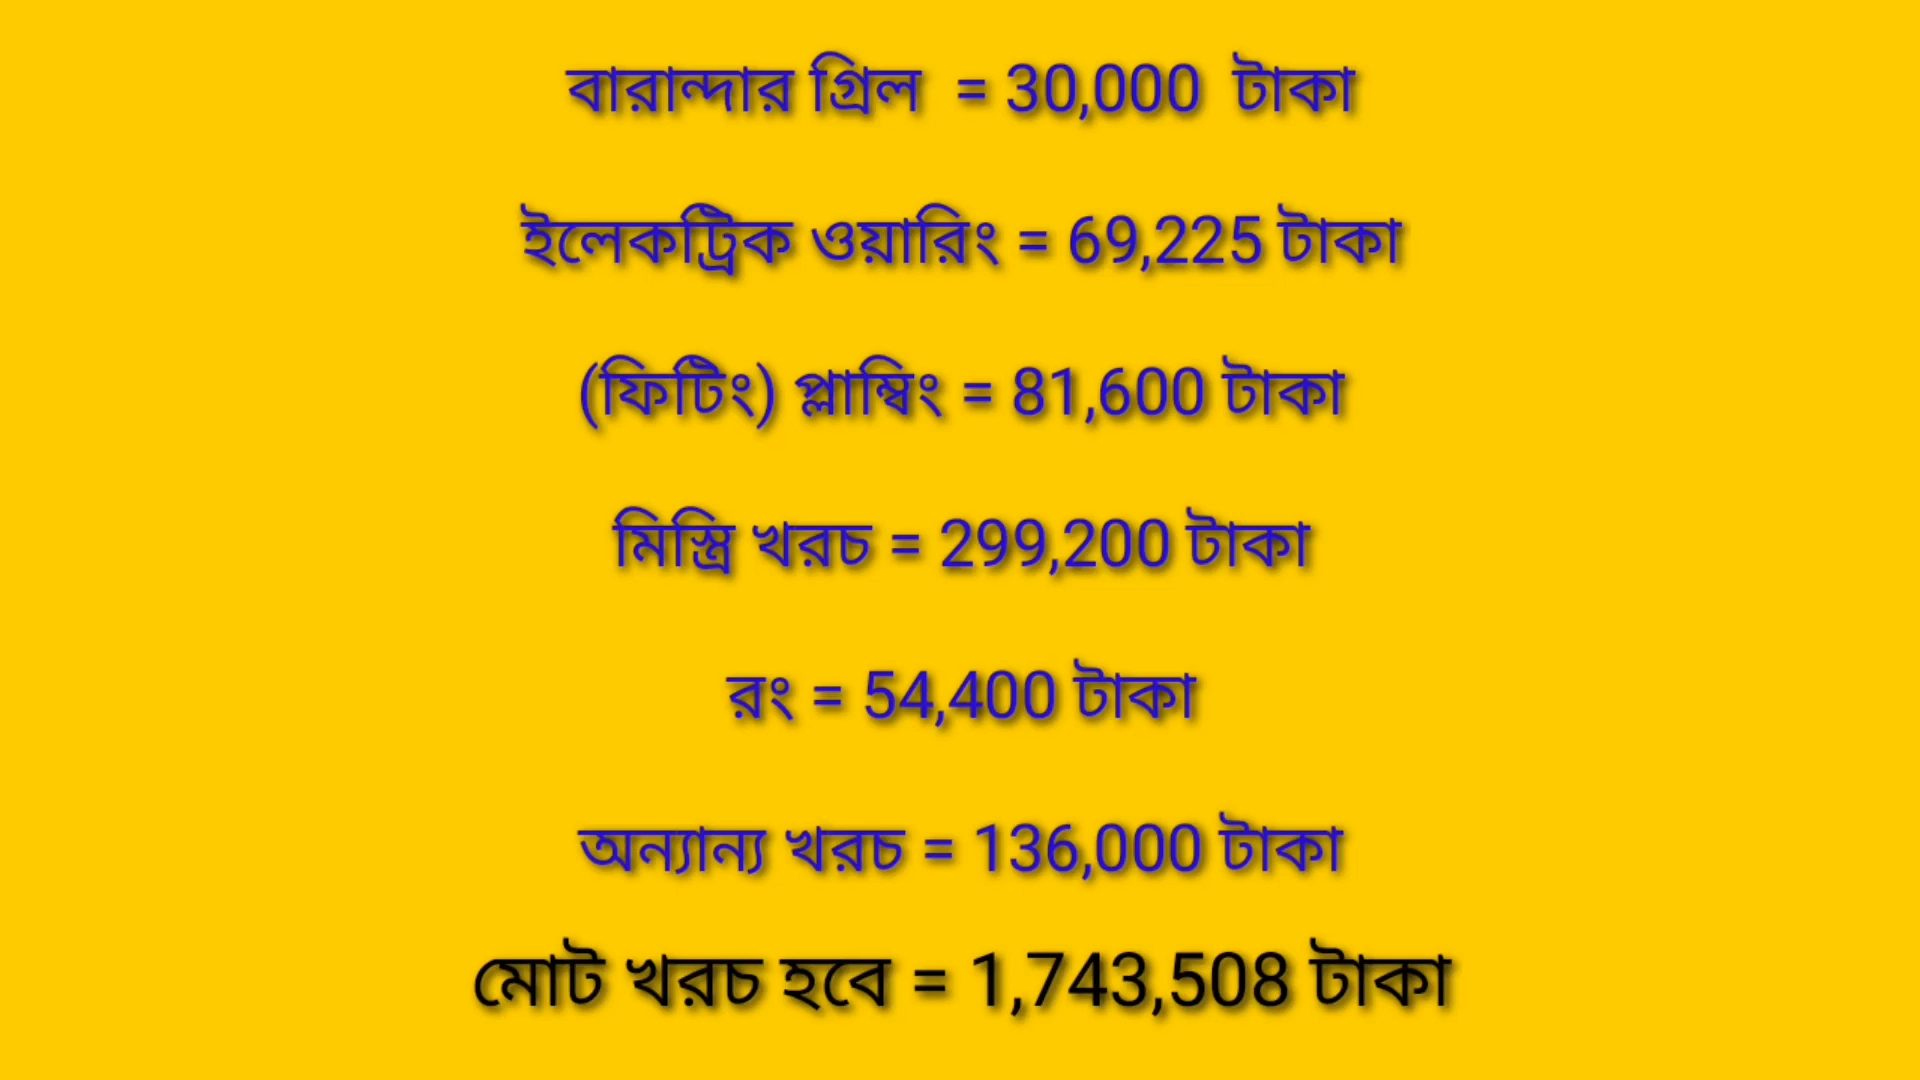 বারান্দার গ্রিল = 30,000 টাকা
ইলেকট্রিক ওয়ারিং = 69,225 টাকা
(ফিটিং) প্লাম্বিং = 81,600 টাকা
মিস্ত্রি খরচ = 299,200 টাকা
রং = 54,400 টাকা
অন্যান্য খরচ = 136,000 টাকা
মোট খরচ হবে = 1,743,508 টাকা